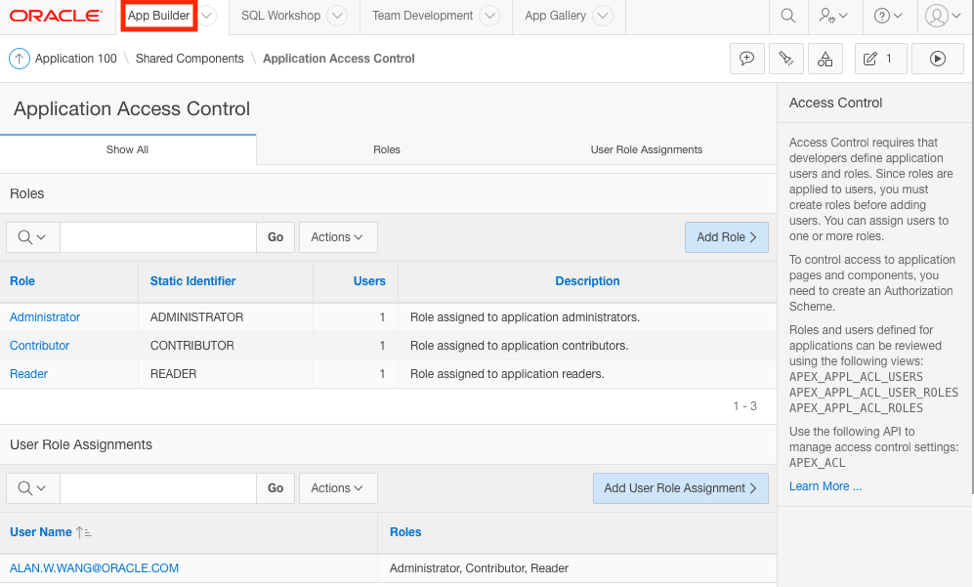 ORACLE
App Builder
SQL Workshop
Team Development
App Gallery
Application 100 \ Shared Components \ Application Access Control
1
Application Access Control
Show All
Roles
User Role Assignments
Roles
Go
Actions
Add Role
Role
Static Identifier
Users
Description
Administrator
ADMINISTRATOR
1
Role assigned to application administrators.
Contributor
CONTRIBUTOR
1
Role assigned to application contributors.
Reader
READER
1
Role assigned to application readers.
1 - 3
User Role Assignments
Go
Actions
Add User Role Assignment
User Name
Roles
ALAN.W.WANG@ORACLE.COM
Administrator, Contributor, Reader
Access Control
Access Control requires that
developers define application
users and roles. Since roles are
applied to users, you must
create roles before adding
users. You can assign users to
one or more roles.
To control access to application
pages and components, you
need to create an Authorization
Scheme.
Roles and users defined for
applications can be reviewed
using the following views:
APEX_APPL_ACL_USERS
APEX_APPL_ACL_USER_ROLES
APEX_APPL_ACL_ROLES
Use the following API to
manage access control settings:
APEX_ACL
Learn More ...